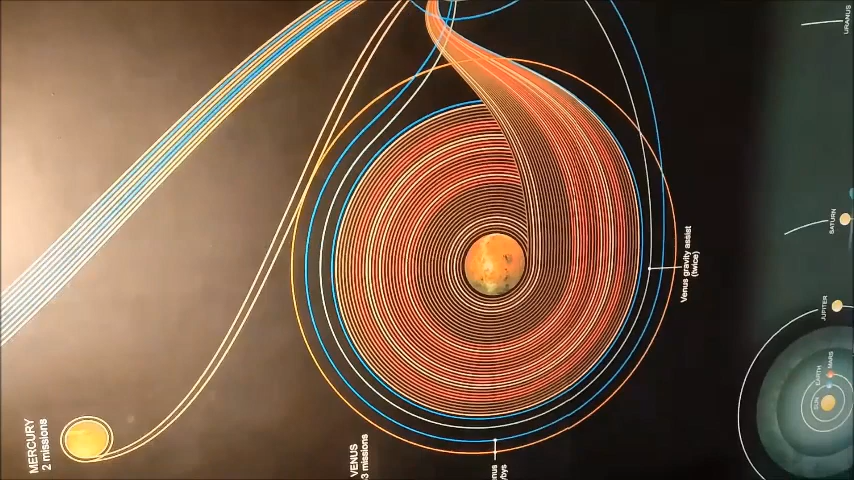 MERCURY
2 missions
VENUS
3 missions
Venus gravity assist
(twice)
URANUS
SATURN
JUPITER
MARS
EARTH
SUN